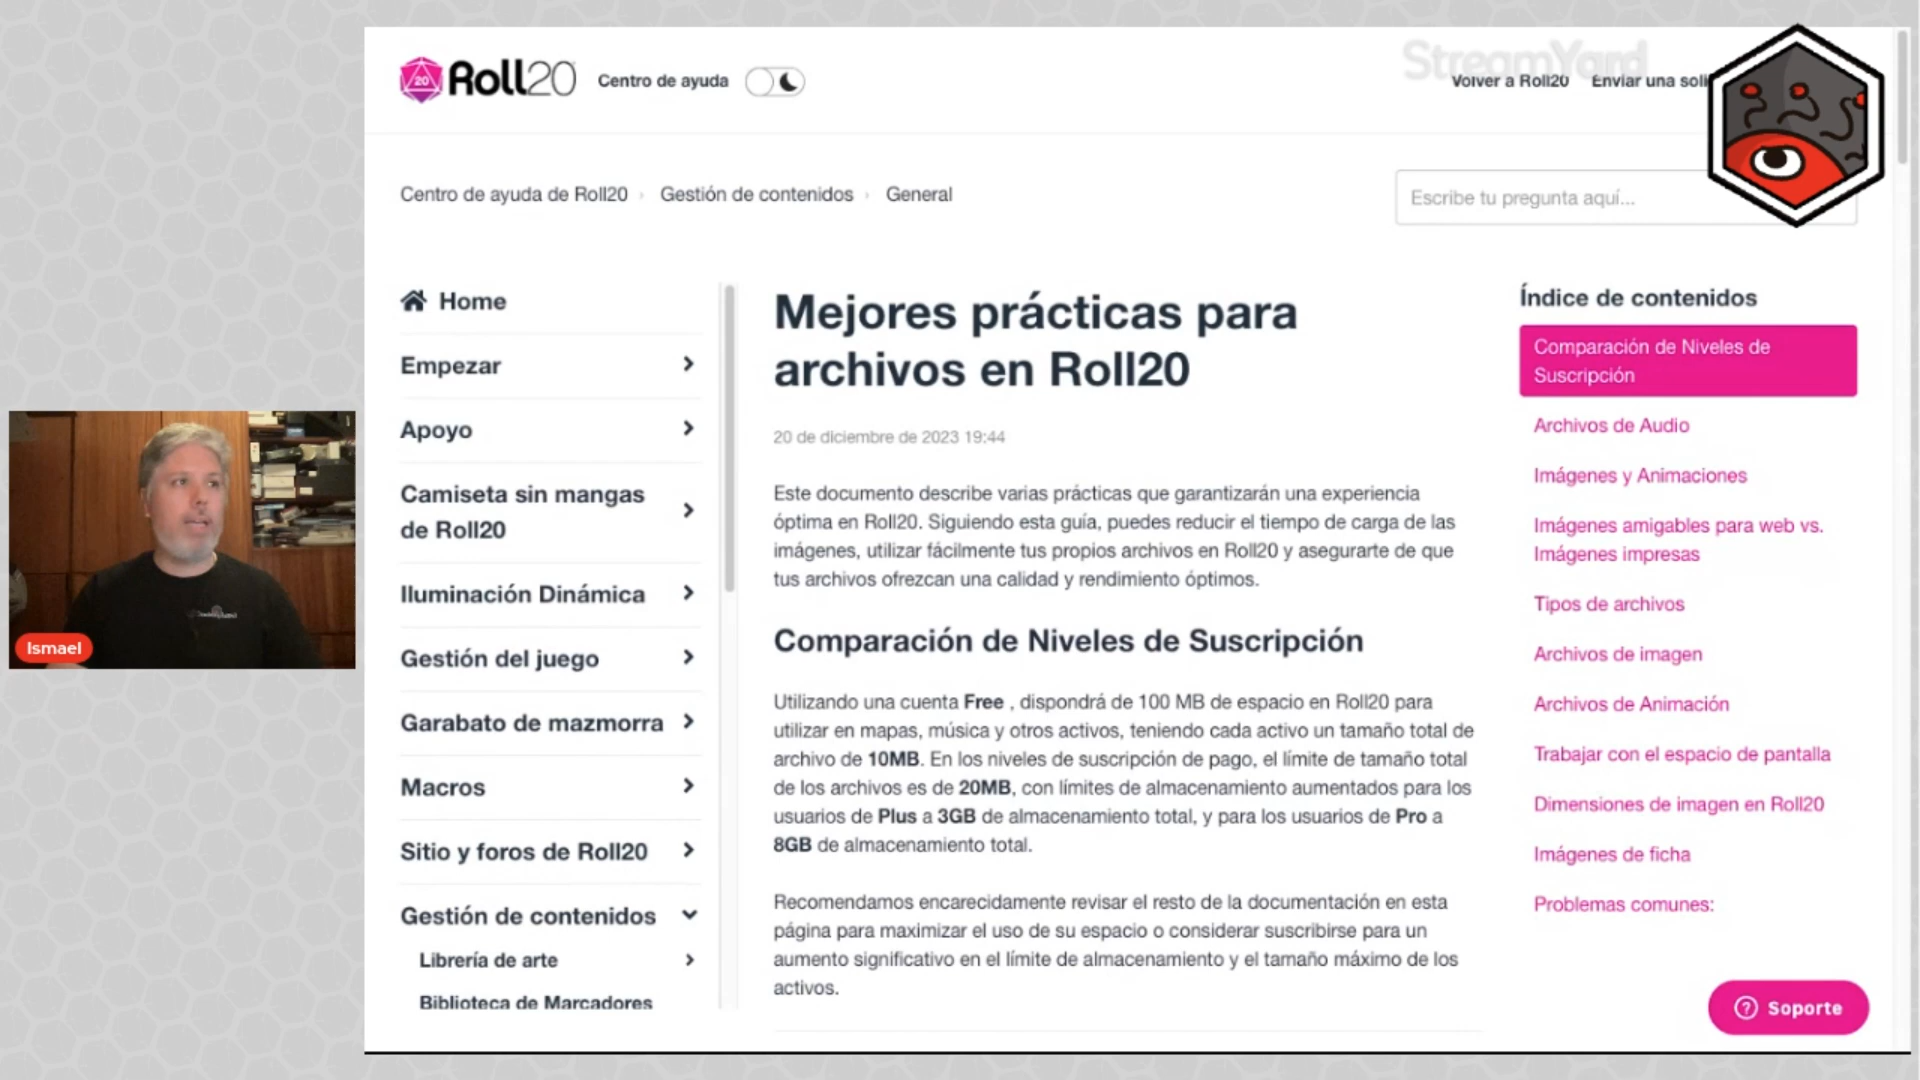 Roll20
Centro de ayuda
StreamYard
Volver a Roll20
Enviar una soli
Centro de ayuda de Roll20 › Gestión de contenidos › General
Escribe tu pregunta aquí...
Home
Empezar
Apoyo
Camiseta sin mangas
de Roll20
Iluminación Dinámica
Gestión del juego
Garabato de mazmorra
Macros
Sitio y foros de Roll20
Gestión de contenidos
Librería de arte
Biblioteca de Marcadores
Mejores prácticas para
archivos en Roll20
20 de diciembre de 2023 19:44
Este documento describe varias prácticas que garantizarán una experiencia
óptima en Roll20. Siguiendo esta guía, puedes reducir el tiempo de carga de las
imágenes, utilizar fácilmente tus propios archivos en Roll20 y asegurarte de que
tus archivos ofrezcan una calidad y rendimiento óptimos.
Comparación de Niveles de Suscripción
Utilizando una cuenta Free , dispondrá de 100 MB de espacio en Roll20 para
utilizar en mapas, música y otros activos, teniendo cada activo un tamaño total de
archivo de 10MB. En los niveles de suscripción de pago, el límite de tamaño total
de los archivos es de 20MB, con límites de almacenamiento aumentados para los
usuarios de Plus a 3GB de almacenamiento total, y para los usuarios de Pro a
8GB de almacenamiento total.
Recomendamos encarecidamente revisar el resto de la documentación en esta
página para maximizar el uso de su espacio o considerar suscribirse para un
aumento significativo en el límite de almacenamiento y el tamaño máximo de los
activos.
Índice de contenidos
Comparación de Niveles de
Suscripción
Archivos de Audio
Imágenes y Animaciones
Imágenes amigables para web vs.
Imágenes impresas
Tipos de archivos
Archivos de imagen
Archivos de Animación
Trabajar con el espacio de pantalla
Dimensiones de imagen en Roll20
Imágenes de ficha
Problemas comunes:
Soporte
Ismael